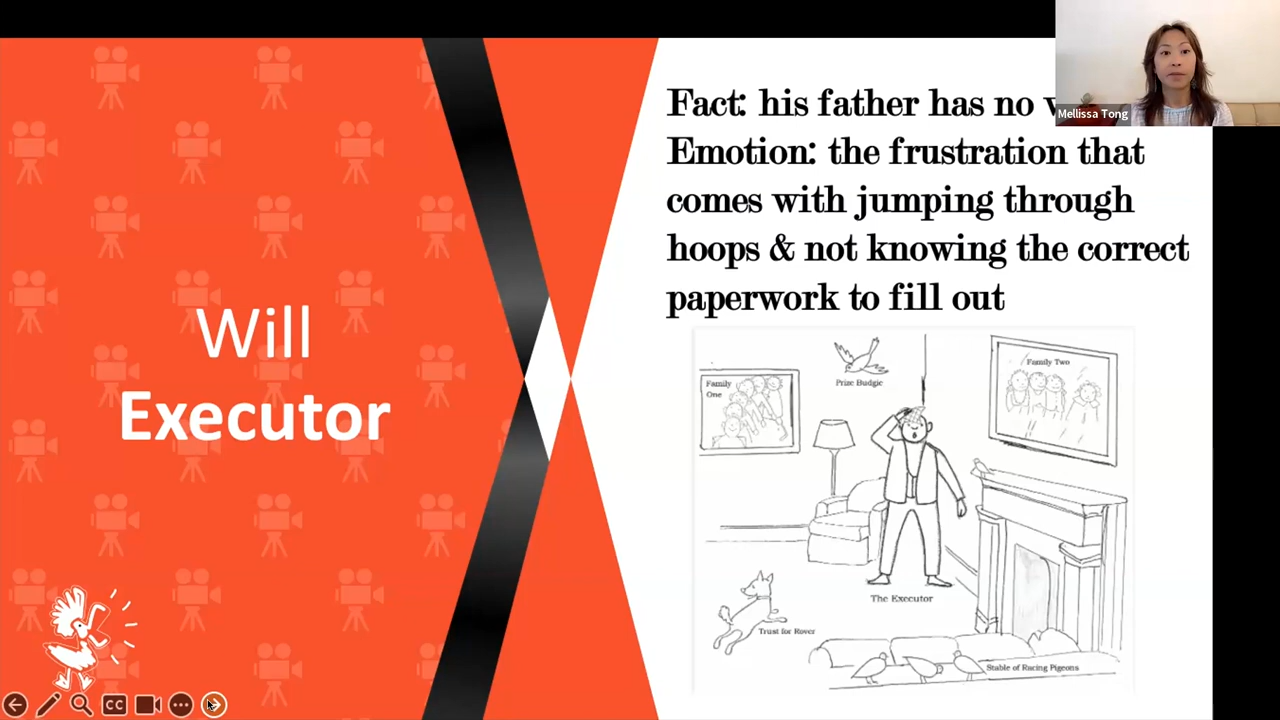 Will
Executor
Fact: his father has no
Emotion: the frustration that
comes with jumping through
hoops & not knowing the correct
paperwork to fill out
Mellissa Tong
Prize Budgie
Family
One
Family Two
The Executor
Trust for Rover
Stable of Racing Pigeons
CC